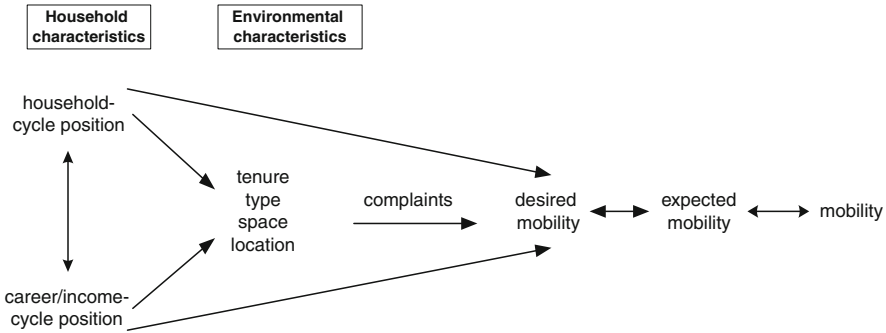 Household
characteristics
Environmental
characteristics
household-
cycle position
tenure
type
space
location
complaints
desired
mobility
expected
mobility
mobility
career/income-
cycle position